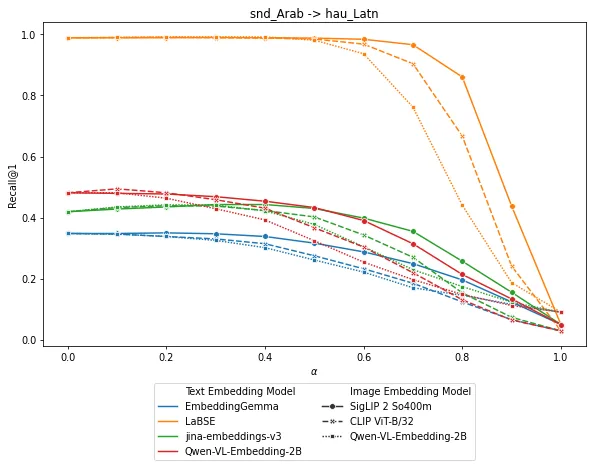 snd_Arab -> hau_Latn
Recall@1
1.0
0.8
0.6
0.4
0.2
0.0
0.0 0.2 0.4 0.6 0.8 1.0
α
Text Embedding Model
EmbeddingGemma
LaBSE
jina-embeddings-v3
Qwen-VL-Embedding-2B
Image Embedding Model
SigLIP 2 So400m
CLIP ViT-B/32
Qwen-VL-Embedding-2B